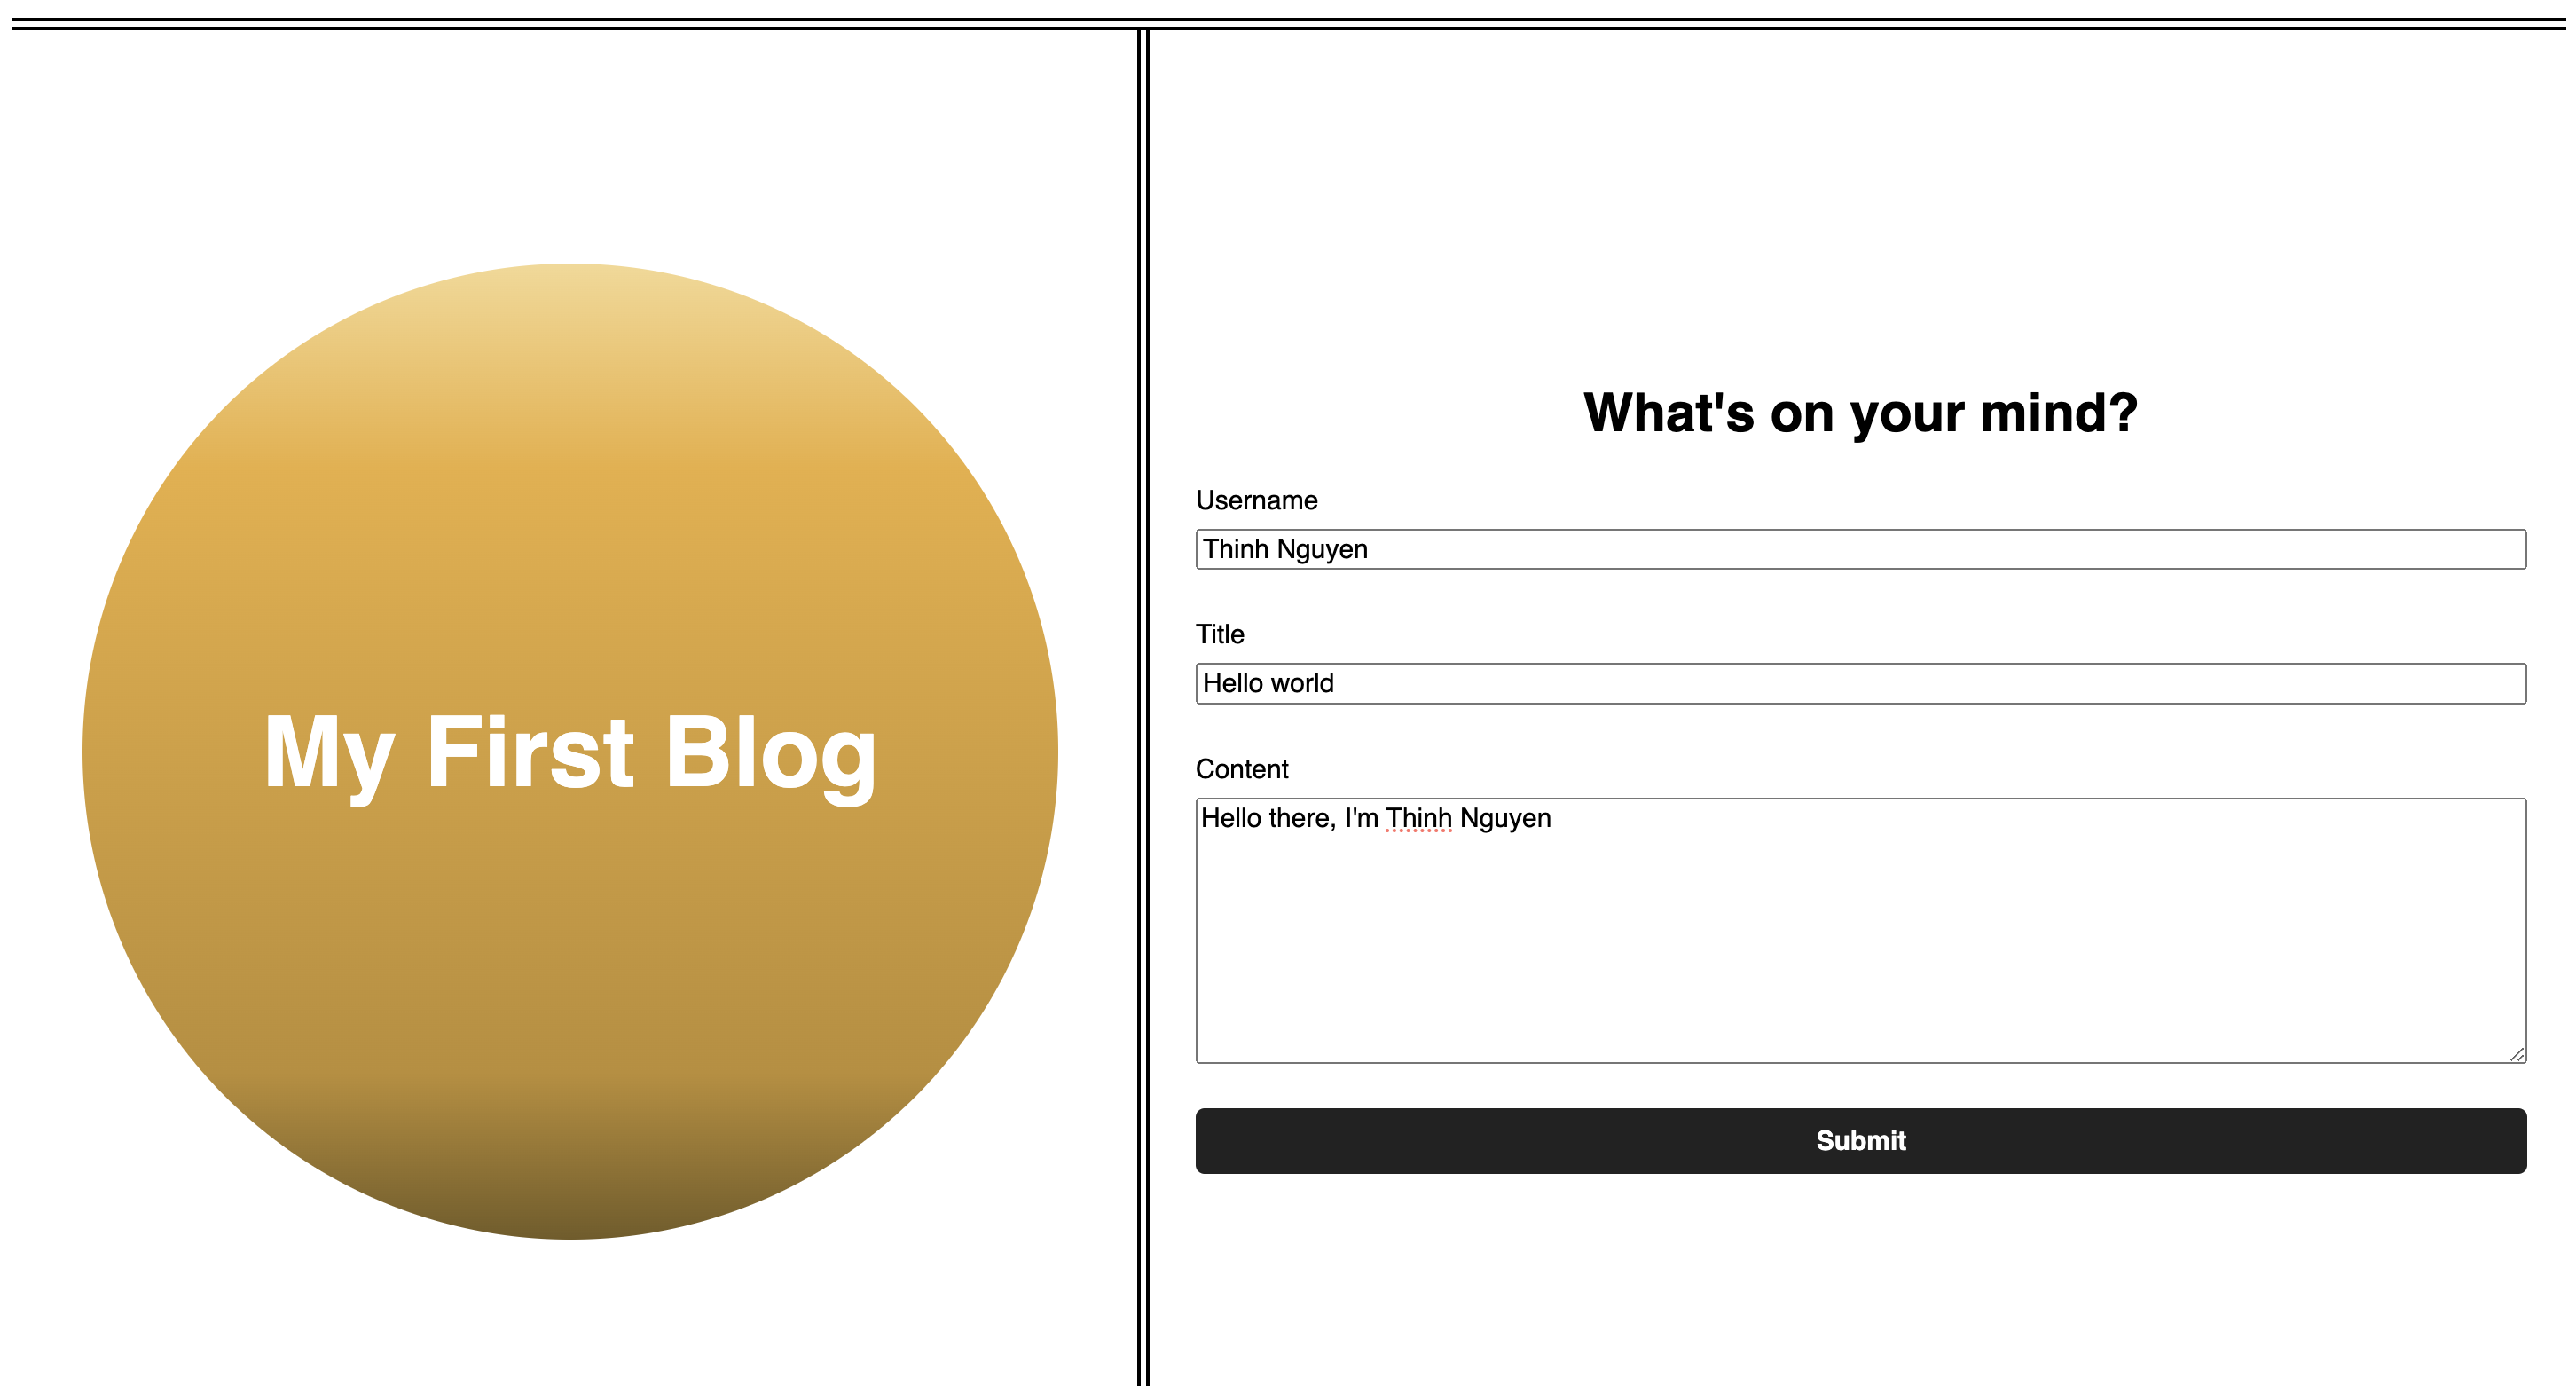 My First Blog
What's on your mind?
Username
Thinh Nguyen
Title
Hello world
Content
Hello there, I'm Thinh Nguyen
Submit